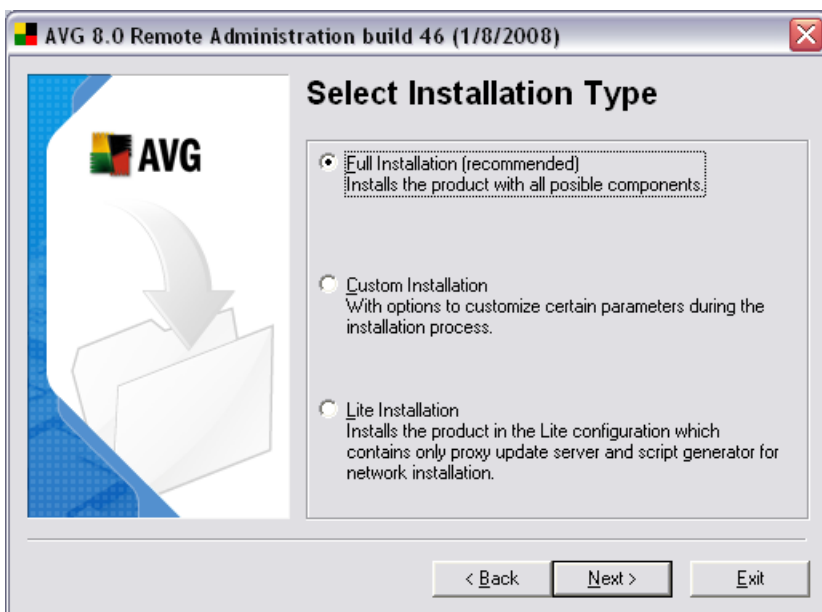 AVG 8.0 Remote Administration build 46 (1/8/2008)
AVG
Select Installation Type
Full Installation (recommended)
Installs the product with all posible components.
Custom Installation
With options to customize certain parameters during the
installation process.
Lite Installation
Installs the product in the Lite configuration which
contains only proxy update server and script generator for
network installation.
< Back
Next >
Exit